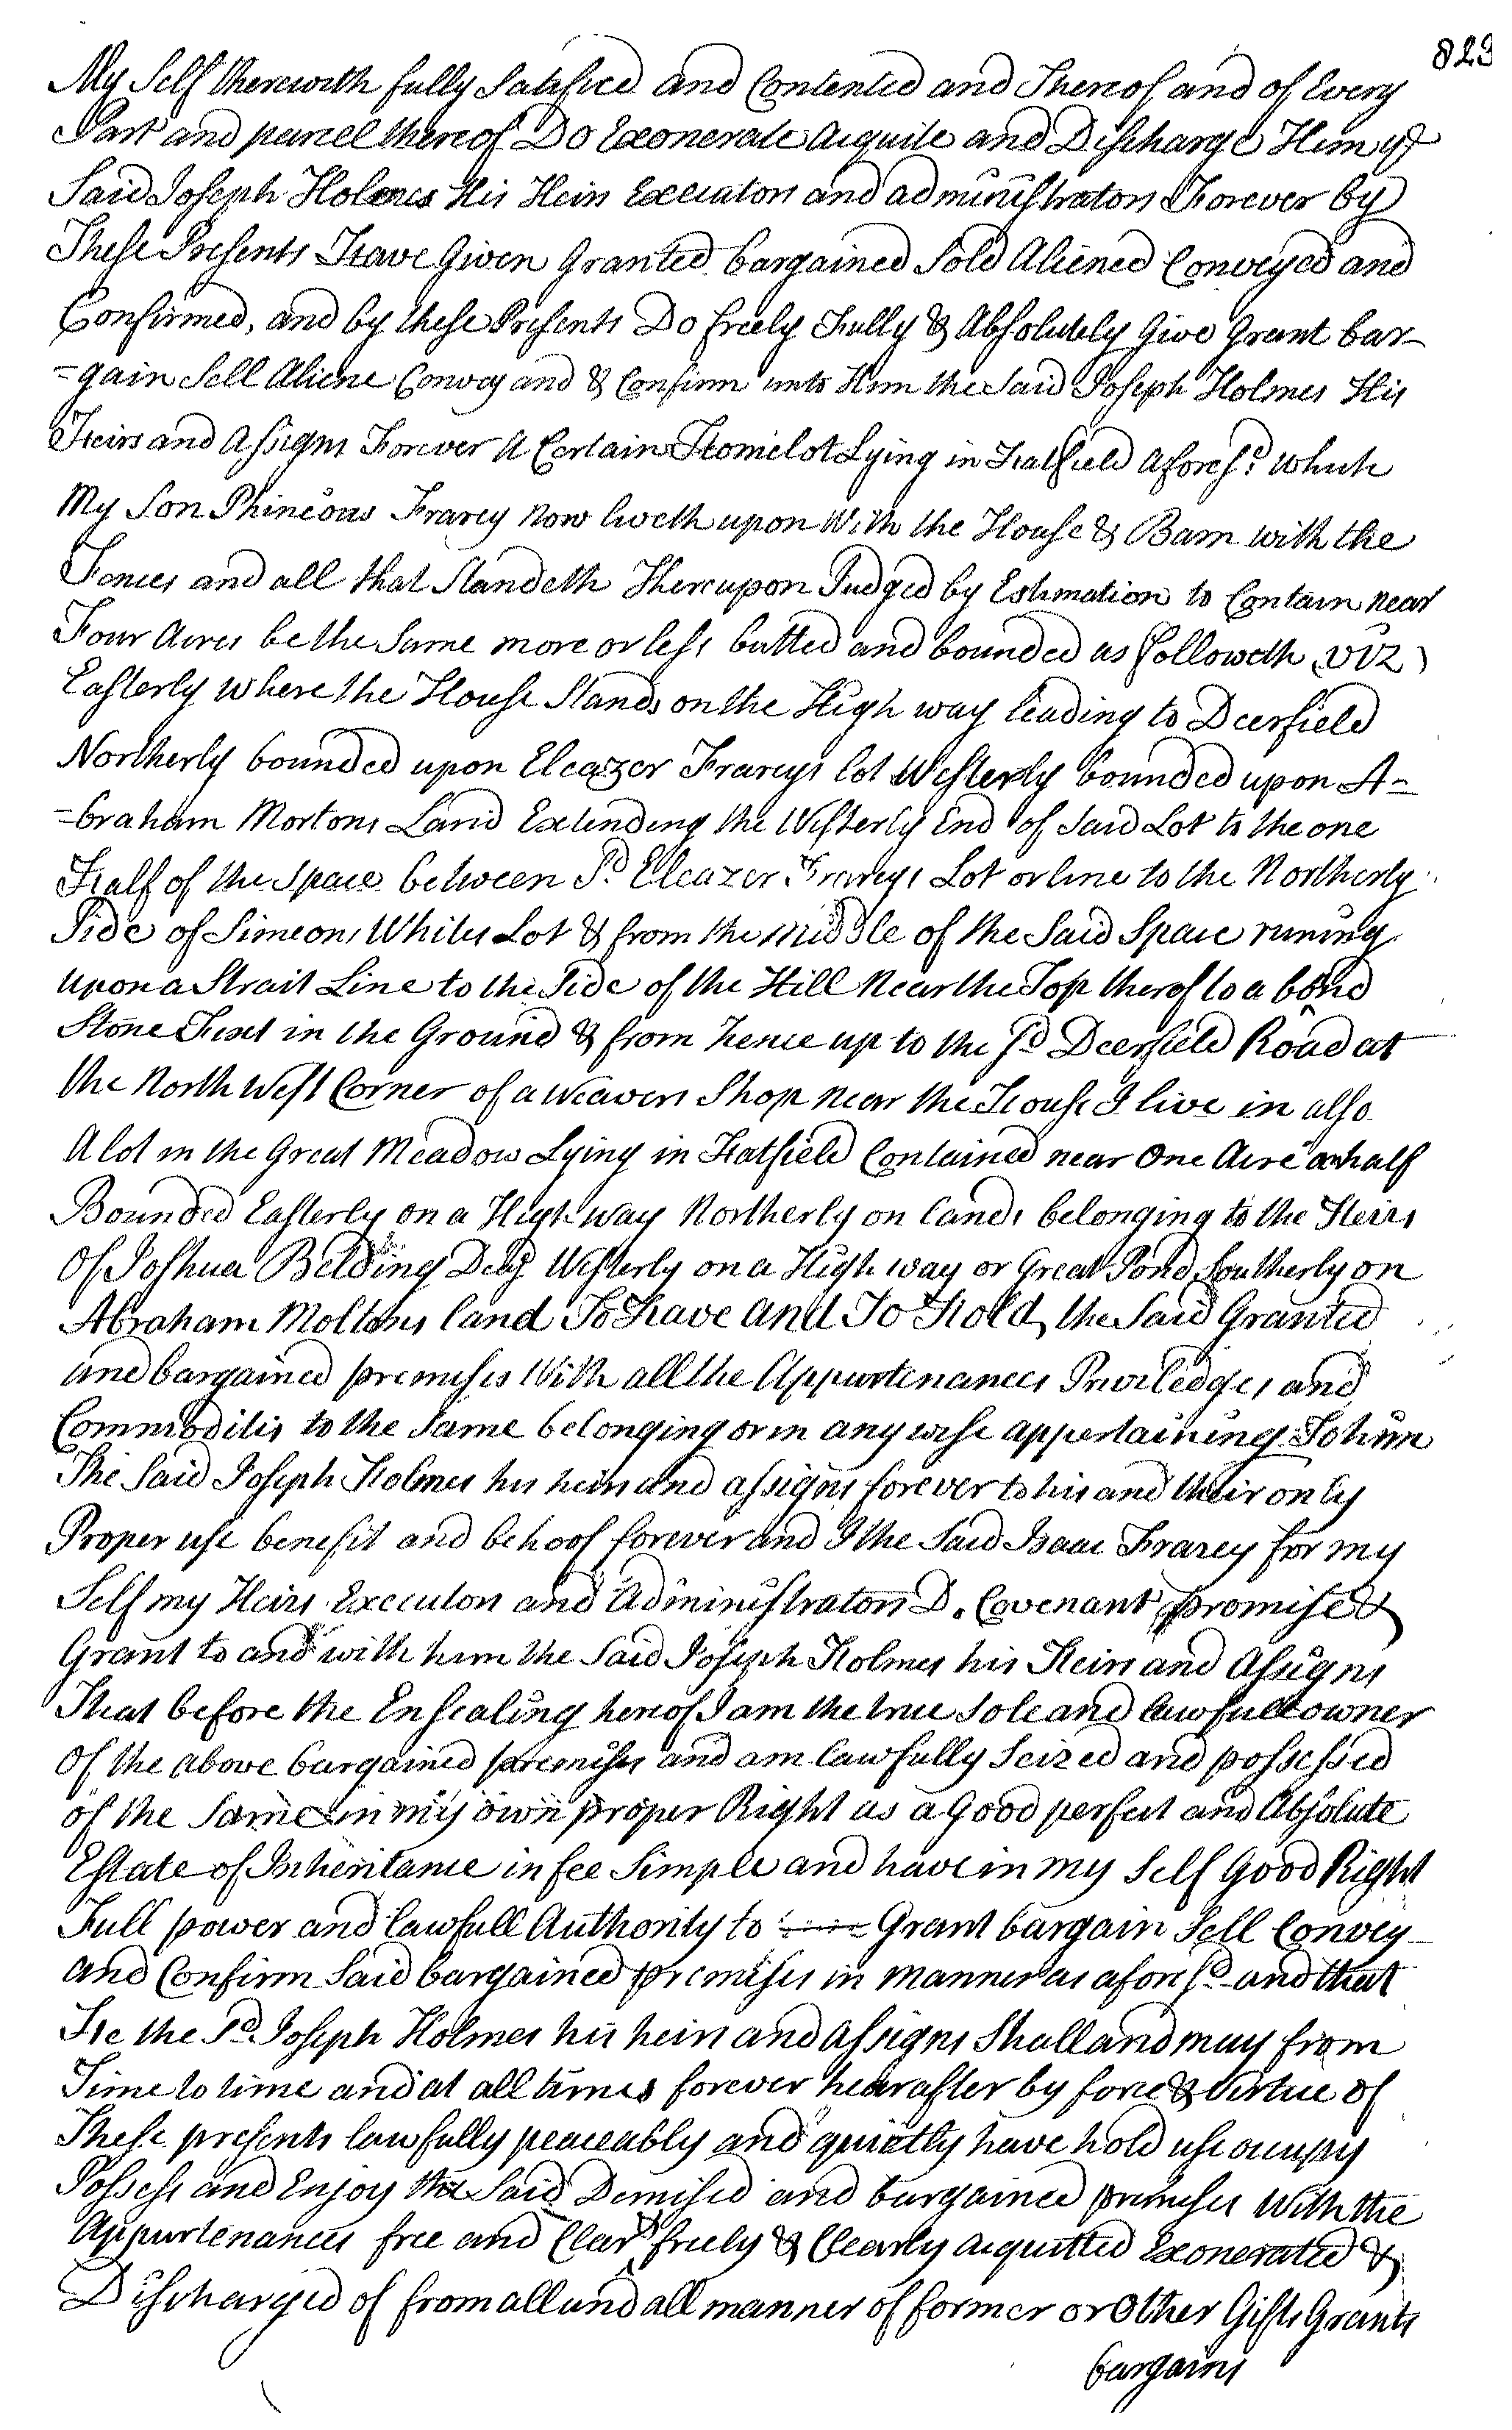 823
My Self therewith fully Satisfied and Contented and Thereof and of Every
Part and parcel thereof Do Exonerate Acquite and Discharge Him ye
Said Joseph Holmes His Heirs Executors and administrators Forever by
These Presents Have Given Granted bargained Sold Aliened Conveyed and
Confirmed, and by these Presents Do freely Fully & Absolutely Give Grant bar-
=gain Sell Aliene Convey and & Confirm unto Him the Said Joseph Holmes His
Heirs and Assigns Forever A Certain Homelot Lying in Hatfield Aforesd. which
My Son Phineous Frarey Now liveth upon With the House & Barn with the
Fences and all that Standeth Thereupon Judged by Estimation to Contain Near
Four Acres be the Same more or less butted and bounded as followeth (viz)
Easterly where the House Stands on the High way leading to Deerfield
Northerly bounded upon Eleazer Frareys lot Westerly bounded upon A-
=braham Mortons Land Extending the Westerly End of Said Lot to the one
Half of the Space between Sd. Eleazer Frareys Lot or line to the Northerly
Side of Simeons Whites Lot & from the middle of the Said Space runing
upon a Strait Line to the Side of the Hill Near the Top therof to a bond
Stone Fixet in the Ground & from hence up to the sd Deerfield Road at
the North West Corner of a weavers Shop near the House I live in also
A lot in the Great Meadow Lying in Hatfield Contained near One Acre an half
Bounded Easterly on a High way Northerly on lands belonging to the Heirs
Of Joshua Belding Decd Westerly on a High way or Great Pond Southerly on
Abraham Moltons land To Have and To Hold, the Said Granted
and bargained premises With all the Appurtenances Priviledges and
Commodities to the Same belonging or in any wise appertaining To him
The Said Joseph Holmes his heirs and assigns forever to his and their only
Proper use benefit and behoof forever and I the Said Isaac Frarey for my
Self my Heirs Executors and Administrators Do Covenant promise &
Grant to and with him the Said Joseph Holmes his Heirs and Assigns
That before the Ensealing hereof I am the true Sole and lawfull owner
Of the above bargained premises and am lawfully Seized and possessed
of the Same in my own proper Right as a Good perfect and Absolute
Estate of Inheritance in fee Simple and have in my Self Good Right
Full power and lawfull Authority to Grant bargain Sell Convey
and Confirm Said bargained premises in manner as aforesd and that
He the Sd. Joseph Holmes his heirs and assigns Shall and may from
Time to time and at all times forever hearafter by force & Virtue of
These presents lawfully peaceably and quietly have hold use occupy
Possess and Enjoy the Said Demised and bargained premises With the
Appurtenances free and Clear freely & Clearly acquitted Exonerated &
Discharged of from all and all manner of former or Other Gifts Grants
bargains